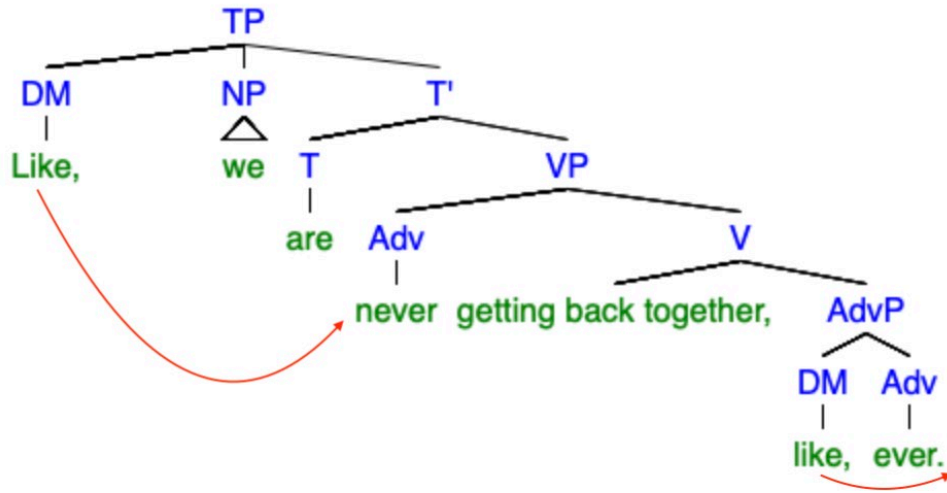 TP
DM NP T'
Like, we T VP
are Adv V
never getting back together, AdvP
DM Adv
like, ever.